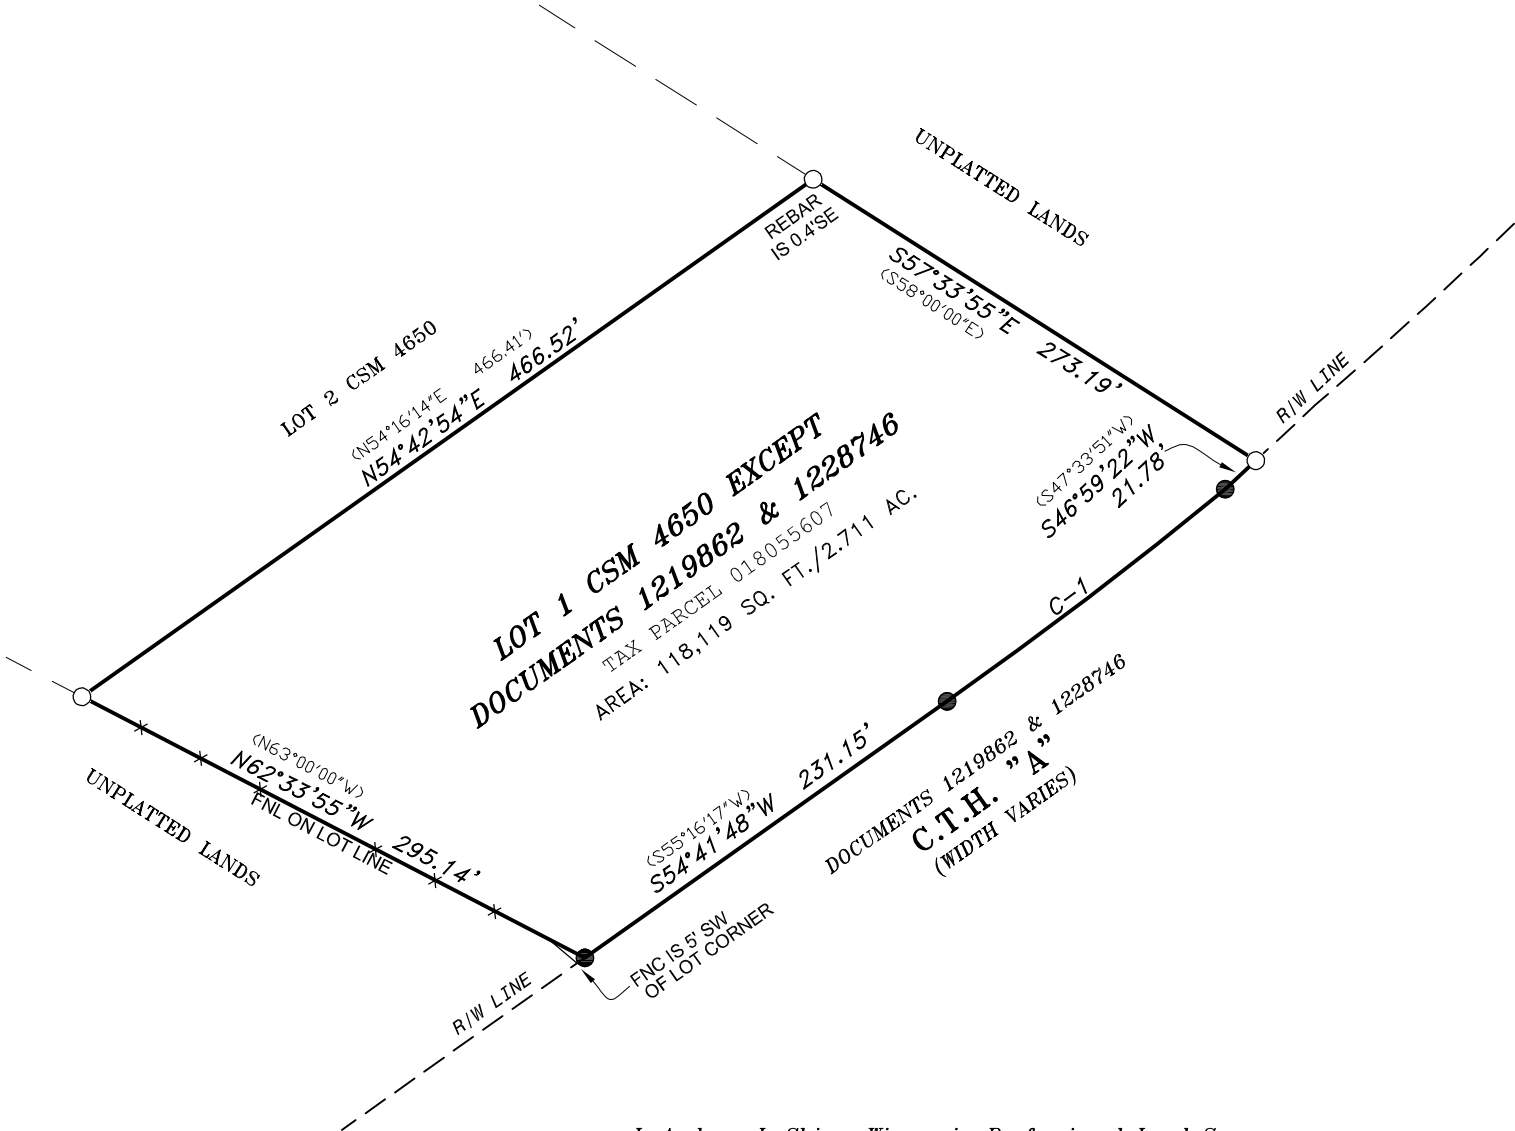 UNPLATTED LANDS
REBAR
IS 0.4'SE
S57°33'55"E 273.19'
(S58°00'00"E)
R/W LINE
LOT 2 CSM 4650
(N54°16'14"E 466.41')
N54°42'54"E 466.52'
(S47°33'51"W)
S46°59'22"W
21.78'
LOT 1 CSM 4650 EXCEPT
DOCUMENTS 1219862 & 1228746
TAX PARCEL 018055607
AREA: 118,119 SQ. FT./2.711 AC.
C-1
(N63°00'00"W)
N62°33'55"W 295.14'
FNL ON LOT LINE
UNPLATTED LANDS
(S55°16'17"W)
S54°41'48"W 231.15'
DOCUMENTS 1219862 & 1228746
C.T.H. "A"
(WIDTH VARIES)
FNC IS 5' SW
OF LOT CORNER
R/W LINE